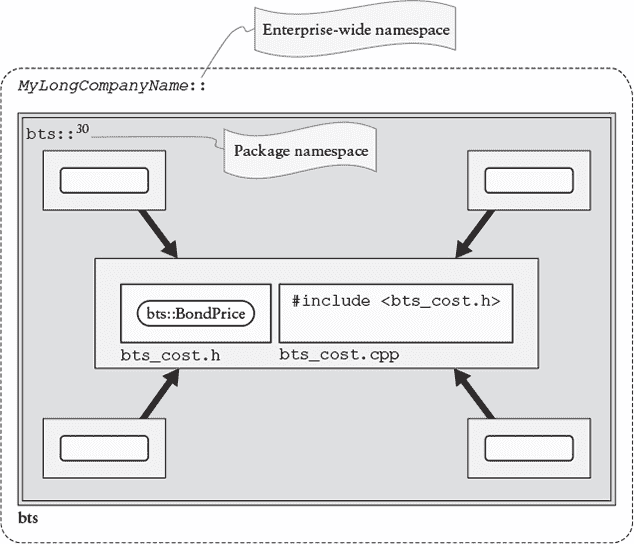 Enterprise-wide namespace
MyLongCompanyName::
bts::30
Package namespace
bts::BondPrice
#include <bts_cost.h>
bts_cost.h
bts_cost.cpp
bts